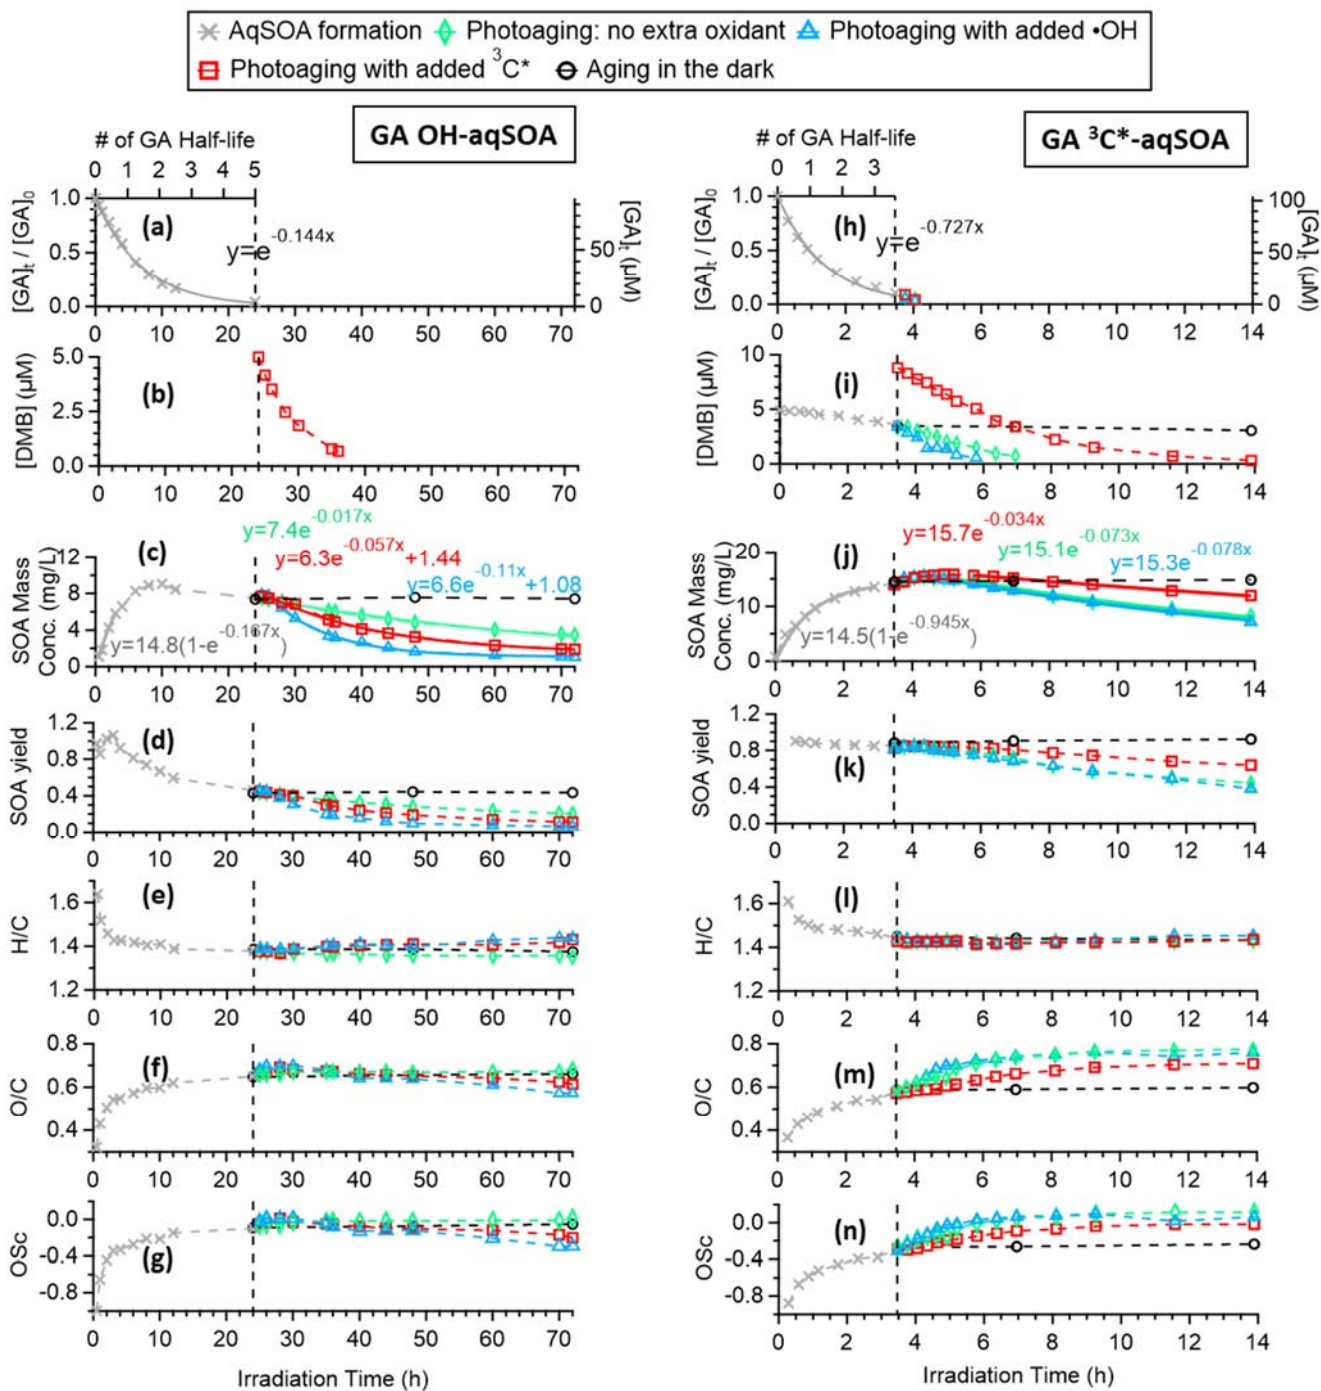 AqSOA formation Photoaging: no extra oxidant Photoaging with added •OH
Photoaging with added ³C* Aging in the dark
GA OH-aqSOA
# of GA Half-life
0 1 2 3 4 5
1.0
0.5
0.0
[GA]t / [GA]0
(a)
y=e^-0.144x
50
0
[GA]t (µM)
0 10 20 30 40 50 60 70
5.0
2.5
0.0
[DMB] (µM)
(b)
0 10 20 30 40 50 60 70
y=7.4e^-0.017x
y=6.3e^-0.057x+1.44
y=6.6e^-0.11x+1.08
12
8
4
0
SOA Mass
Conc. (mg/L)
(c)
y=14.8(1-e^-0.167x)
0 10 20 30 40 50 60 70
1.2
0.8
0.4
0.0
SOA yield
(d)
0 10 20 30 40 50 60 70
1.6
1.4
1.2
H/C
(e)
0 10 20 30 40 50 60 70
0.8
0.6
0.4
O/C
(f)
0 10 20 30 40 50 60 70
0.0
-0.4
-0.8
OSc
(g)
0 10 20 30 40 50 60 70
Irradiation Time (h)
GA ³C*-aqSOA
# of GA Half-life
0 1 2 3
1.0
0.5
0.0
[GA]t / [GA]0
(h)
y=e^-0.727x
100
50
0
[GA]t (µM)
0 2 4 6 8 10 12 14
10
5
0
[DMB] (µM)
(i)
0 2 4 6 8 10 12 14
y=15.7e^-0.034x
y=15.1e^-0.073x
y=15.3e^-0.078x
20
10
0
SOA Mass
Conc. (mg/L)
(j)
y=14.5(1-e^-0.945x)
0 2 4 6 8 10 12 14
1.2
0.8
0.4
0.0
SOA yield
(k)
0 2 4 6 8 10 12 14
1.6
1.4
1.2
H/C
(l)
0 2 4 6 8 10 12 14
0.8
0.6
0.4
O/C
(m)
0 2 4 6 8 10 12 14
0.0
-0.4
-0.8
OSc
(n)
0 2 4 6 8 10 12 14
Irradiation Time (h)